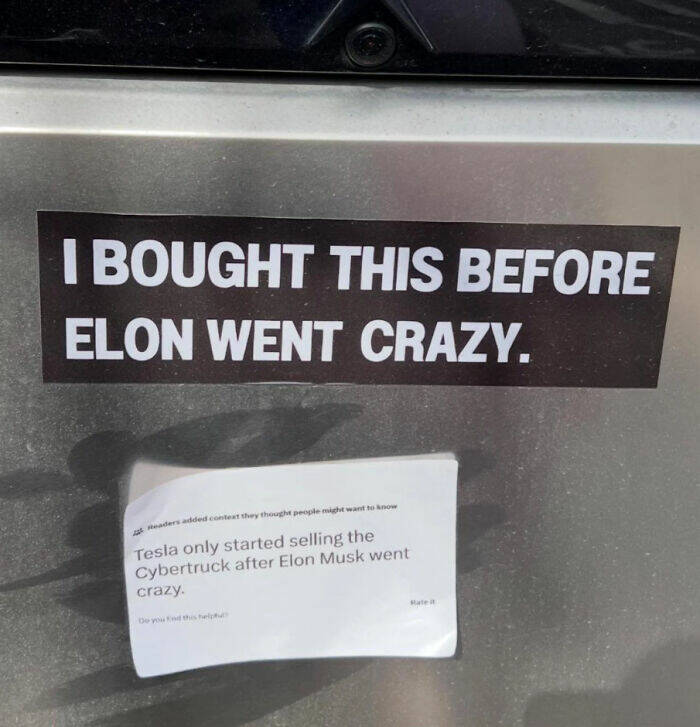 I BOUGHT THIS BEFORE
ELON WENT CRAZY.
Readers added context they thought people might want to know
Tesla only started selling the
Cybertruck after Elon Musk went
crazy.
Do you find this helpful?
Rate it